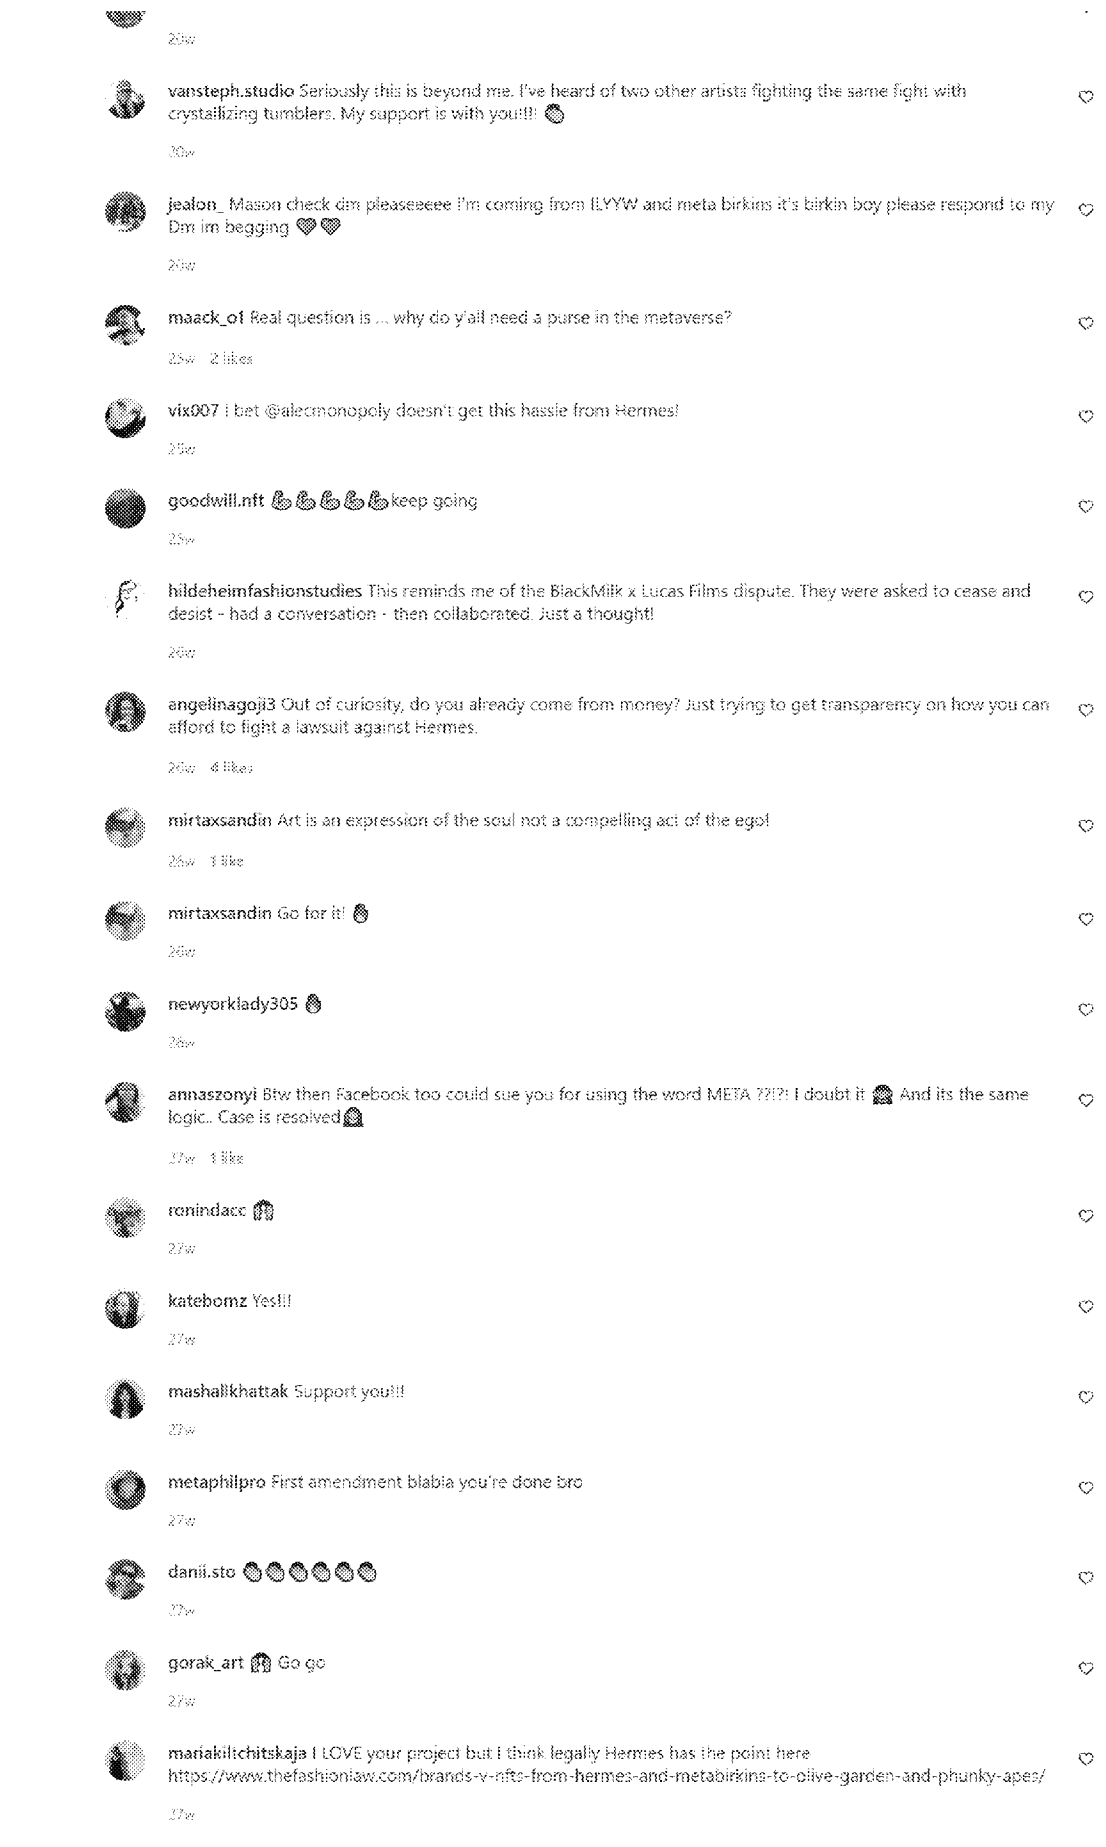 20w
vansteph.studio Seriously this is beyond me. I've heard of two other artists fighting the same fight with
crystallizing tumblers. My support is with you!!!! 👏
30w
jealon_ Mason check dm pleaseeeee I'm coming from ILYYW and meta birkins it's birkin boy please respond to my
Dm im begging 🖤🖤
26w
maack_o1 Real question is ... why do y'all need a purse in the metaverse?
25w 2 likes
vix007 I bet @alecmonopoly doesn't get this hassle from Hermes!
25w
goodwill.nft 💪💪💪💪💪keep going
25w
hildeheimfashionstudies This reminds me of the BlackMilk x Lucas Films dispute. They were asked to cease and
desist - had a conversation - then collaborated. Just a thought!
26w
angelinagoji3 Out of curiosity, do you already come from money? Just trying to get transparency on how you can
afford to fight a lawsuit against Hermes.
26w 4 likes
mirtaxsandin Art is an expression of the soul not a compelling act of the ego!
26w 1 like
mirtaxsandin Go for it! 🔥
26w
newyorklady305 🔥
26w
annaszonyi Btw then Facebook too could sue you for using the word META ??!?! I doubt it And its the same
logic.. Case is resolved
27w 1 like
ronindacc 🙌
27w
katebomz Yes!!!
27w
mashalkhattak Support you!!!
27w
metaphilpro First amendment blabla you're done bro
27w
danii.sto 👏👏👏👏👏👏
27w
gorak_art 🙌 Go go
27w
mariakilichitskaja I LOVE your project but I think legally Hermes has the point here
https://www.thefashionlaw.com/brands-v-nfts-from-hermes-and-metabirkins-to-olive-garden-and-phunky-apes/
27w